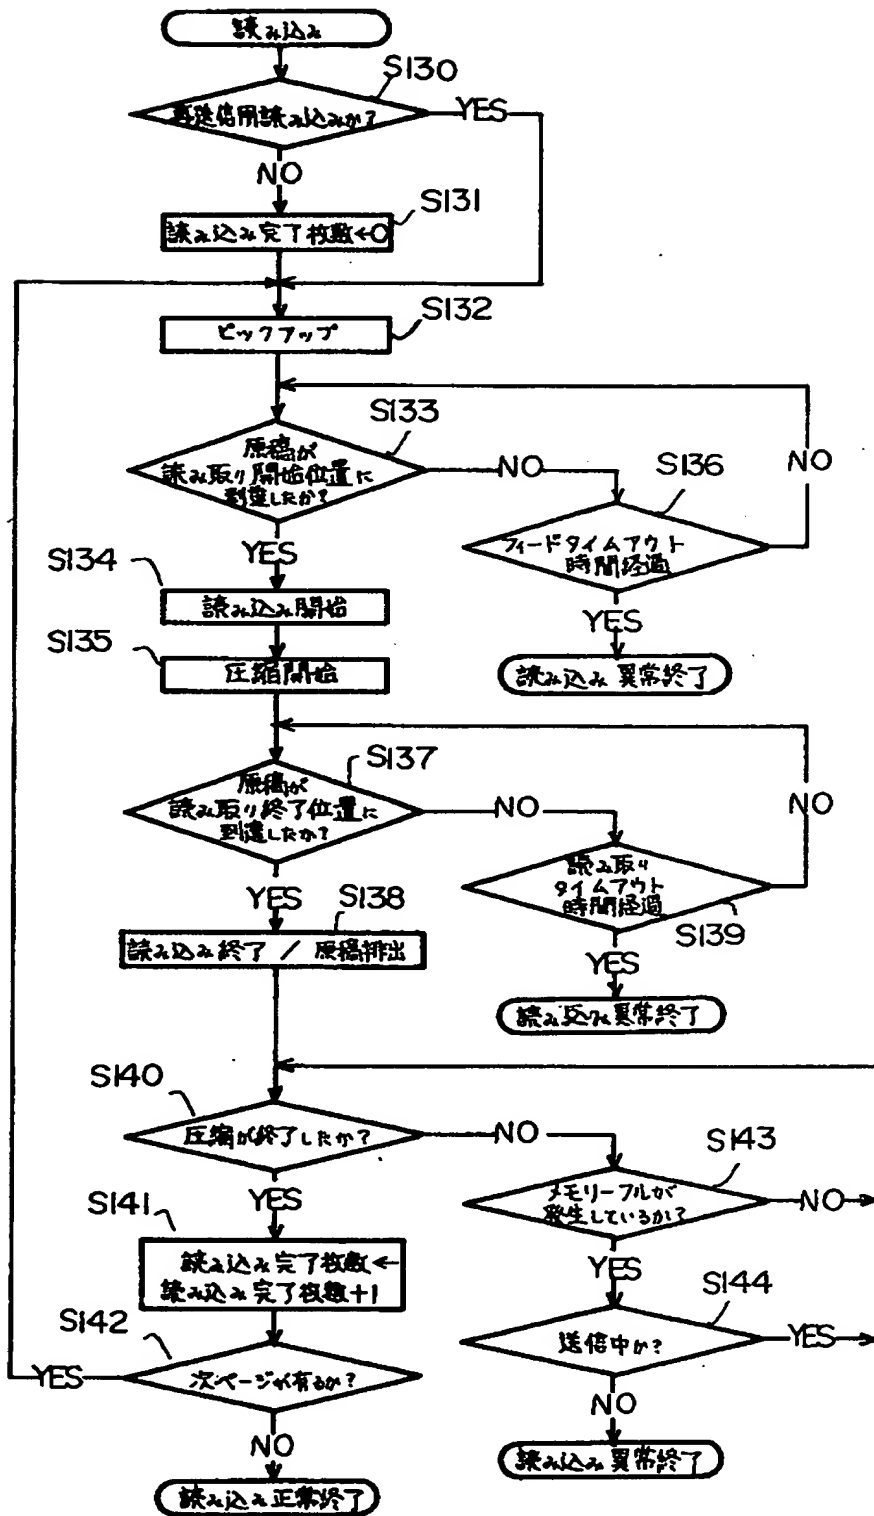 読み込み
S130
再送信用読み込みか?
YES
NO
S131
読み込み完了枚数←0
S132
ピックアップ
S133
原稿が
読み取り開始位置に
到達したか?
NO
S136
NO
YES
フィードタイムアウト
時間経過
S134
読み込み開始
YES
S135
圧縮開始
読み込み 異常終了
S137
原稿が
読み取り終了位置に
到達したか?
NO
NO
読み取り
タイムアウト
時間経過
YES
S138
S139
読み込み終了 / 原稿排出
YES
読み込み異常終了
S140
圧縮が終了したか?
NO
S143
メモリーフルが
発生しているか?
NO
YES
S141
読み込み完了枚数←
読み込み完了枚数+1
YES
S144
S142
送信中か?
YES
YES
次ページが有るか?
NO
NO
読み込み 異常終了
読み込み正常終了